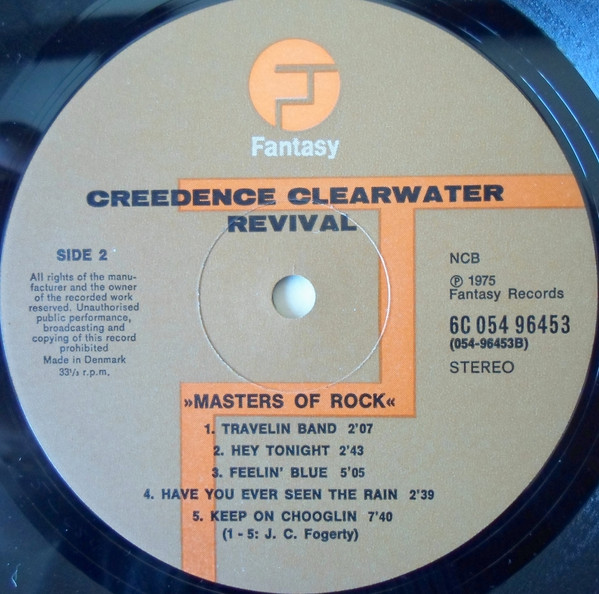 Fantasy
CREEDENCE CLEARWATER
REVIVAL
SIDE 2
All rights of the manu-
facturer and the owner
of the recorded work
reserved. Unauthorised
public performance,
broadcasting and
copying of this record
prohibited
Made in Denmark
33⅓ r.p.m.
NCB
℗ 1975
Fantasy Records
6C 054 96453
(054-96453B)
STEREO
»MASTERS OF ROCK«
1. TRAVELIN BAND 2'07
2. HEY TONIGHT 2'43
3. FEELIN' BLUE 5'05
4. HAVE YOU EVER SEEN THE RAIN 2'39
5. KEEP ON CHOOGLIN 7'40
(1 - 5: J. C. Fogerty)